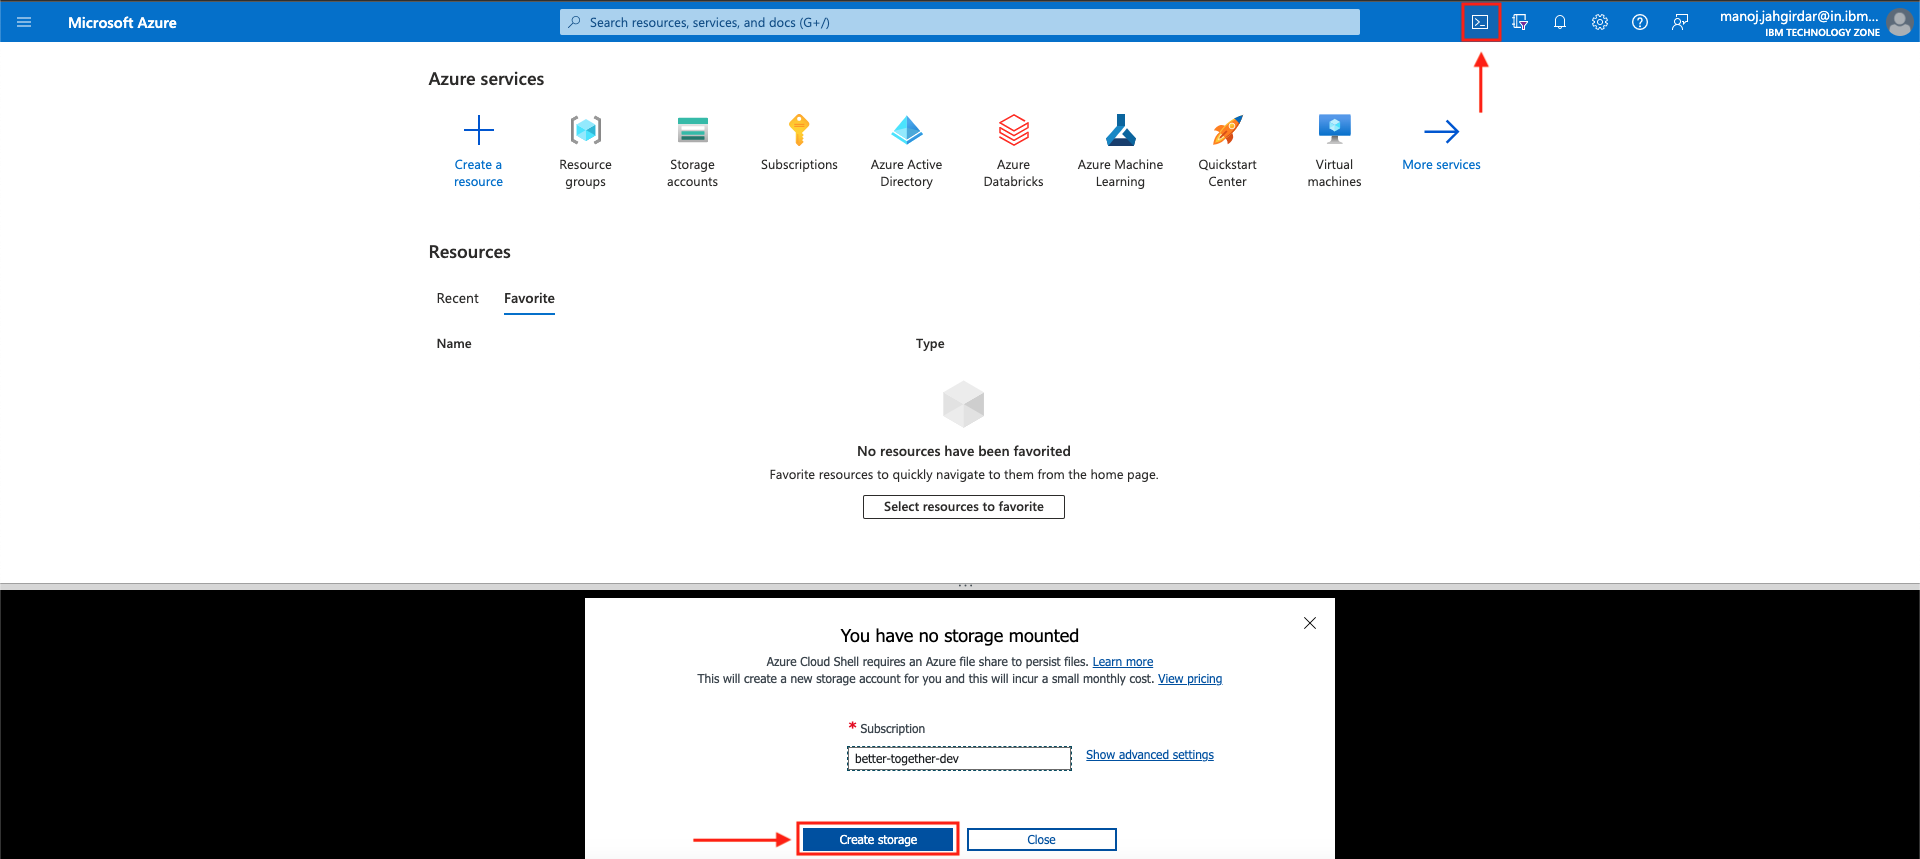 Microsoft Azure
Search resources, services, and docs (G+/)
manoj.jahgirdar@in.ibm...
IBM TECHNOLOGY ZONE
Azure services
Create a
resource
Resource
groups
Storage
accounts
Subscriptions
Azure Active
Directory
Azure
Databricks
Azure Machine
Learning
Quickstart
Center
Virtual
machines
More services
Resources
Recent
Favorite
Name
Type
No resources have been favorited
Favorite resources to quickly navigate to them from the home page.
Select resources to favorite
You have no storage mounted
Azure Cloud Shell requires an Azure file share to persist files. Learn more
This will create a new storage account for you and this will incur a small monthly cost. View pricing
* Subscription
better-together-dev
Show advanced settings
Create storage
Close